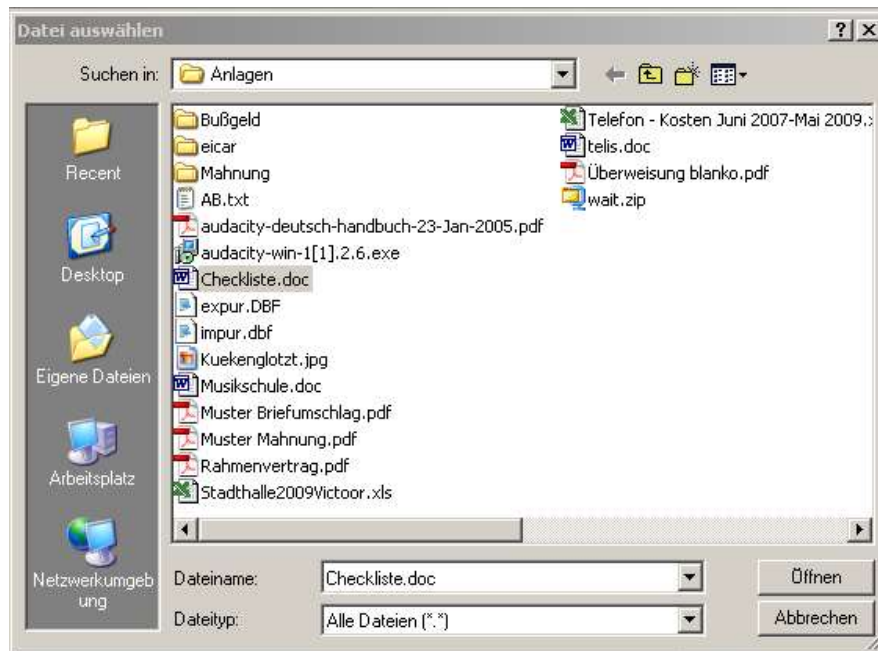 Datei auswählen
Suchen in: Anlagen
Recent
Desktop
Eigene Dateien
Arbeitsplatz
Netzwerkumgeb
ung
Bußgeld
eicar
Mahnung
AB.txt
audacity-deutsch-handbuch-23-Jan-2005.pdf
audacity-win-1[1].2.6.exe
Checkliste.doc
expur.DBF
impur.dbf
Kuekenglotzt.jpg
Musikschule.doc
Muster Briefumschlag.pdf
Muster Mahnung.pdf
Rahmenvertrag.pdf
Stadthalle2009Victoor.xls
Telefon - Kosten Juni 2007-Mai 2009.
telis.doc
Überweisung blanko.pdf
wait.zip
Dateiname: Checkliste.doc Öffnen
Dateityp: Alle Dateien (*.*) Abbrechen